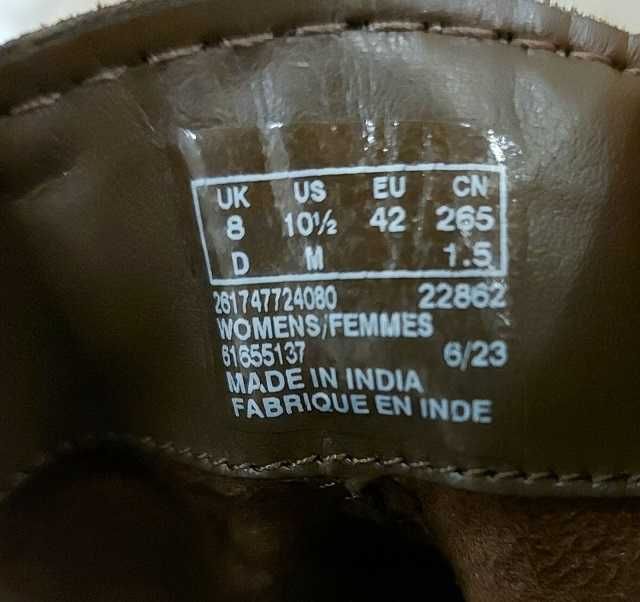 UK US EU CN
8 10½ 42 265
D M 1.5
261747724080 22862
WOMENS/FEMMES
61655137 6/23
MADE IN INDIA
FABRIQUE EN INDE